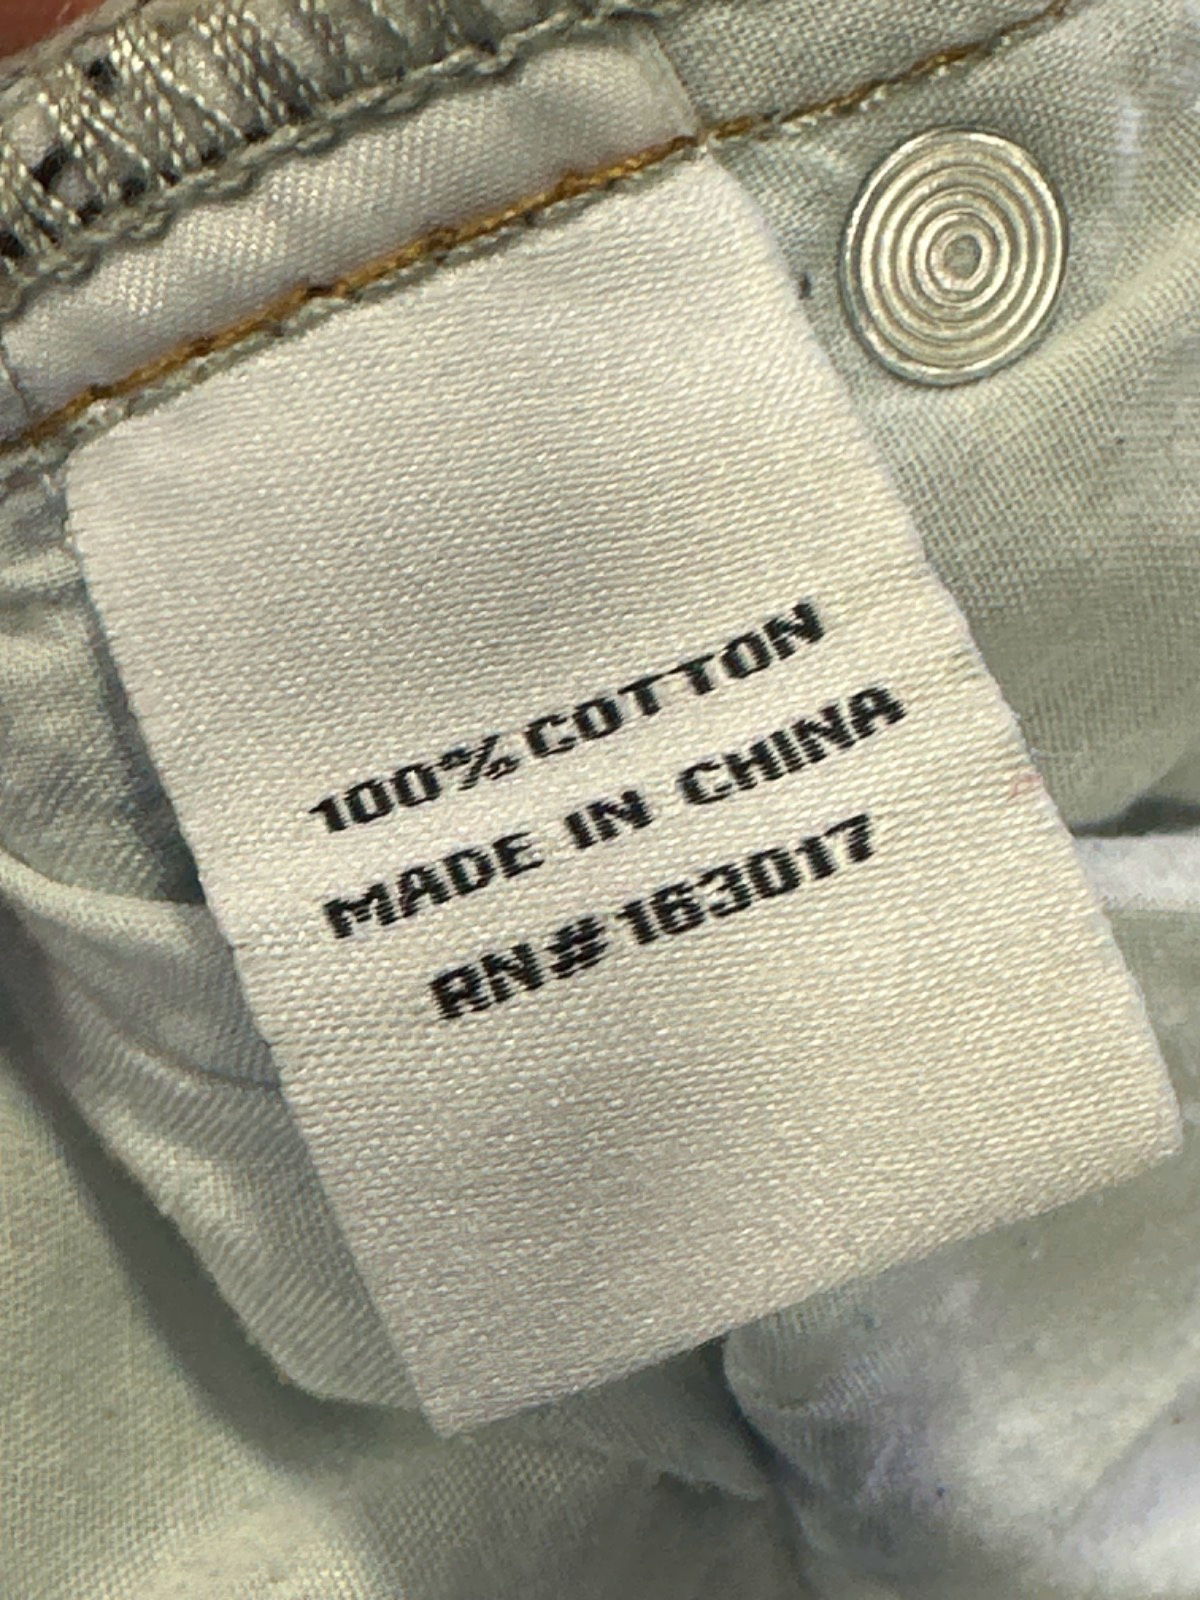 100% COTTON
MADE IN CHINA
RN#163017